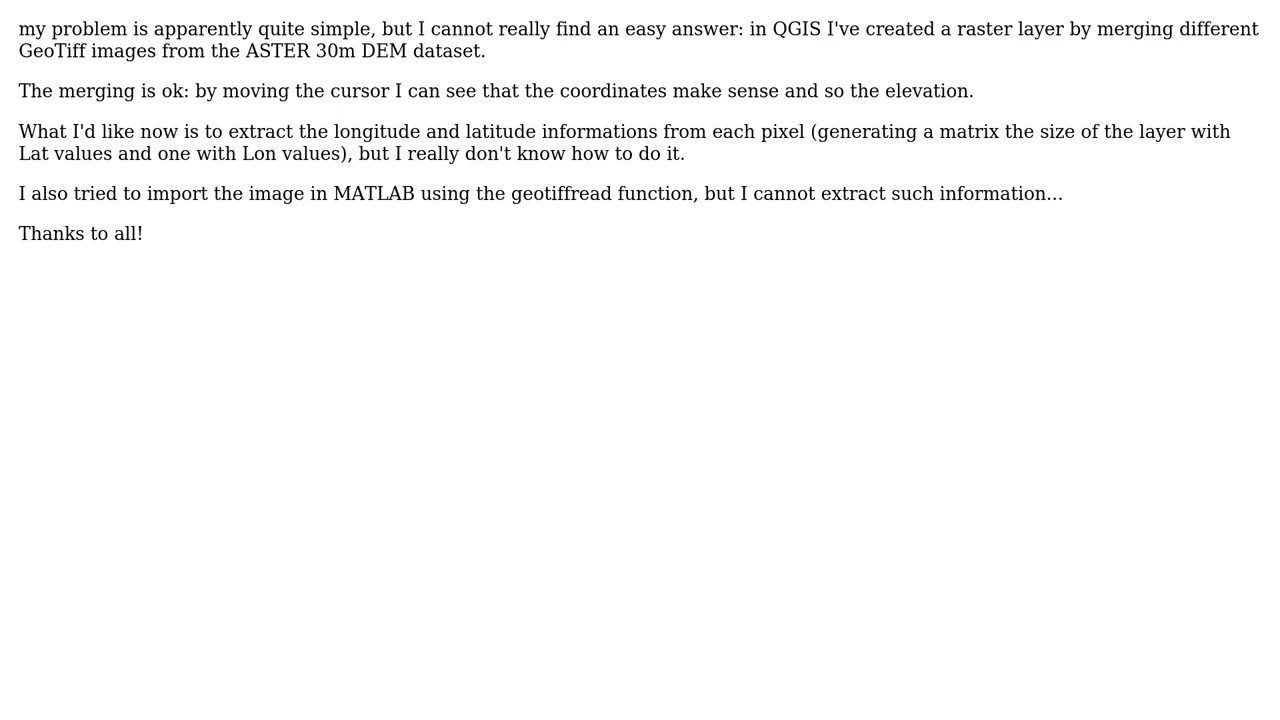 my problem is apparently quite simple, but I cannot really find an easy answer: in QGIS I've created a raster layer by merging different
GeoTiff images from the ASTER 30m DEM dataset.
The merging is ok: by moving the cursor I can see that the coordinates make sense and so the elevation.
What I'd like now is to extract the longitude and latitude informations from each pixel (generating a matrix the size of the layer with
Lat values and one with Lon values), but I really don't know how to do it.
I also tried to import the image in MATLAB using the geotiffread function, but I cannot extract such information...
Thanks to all!